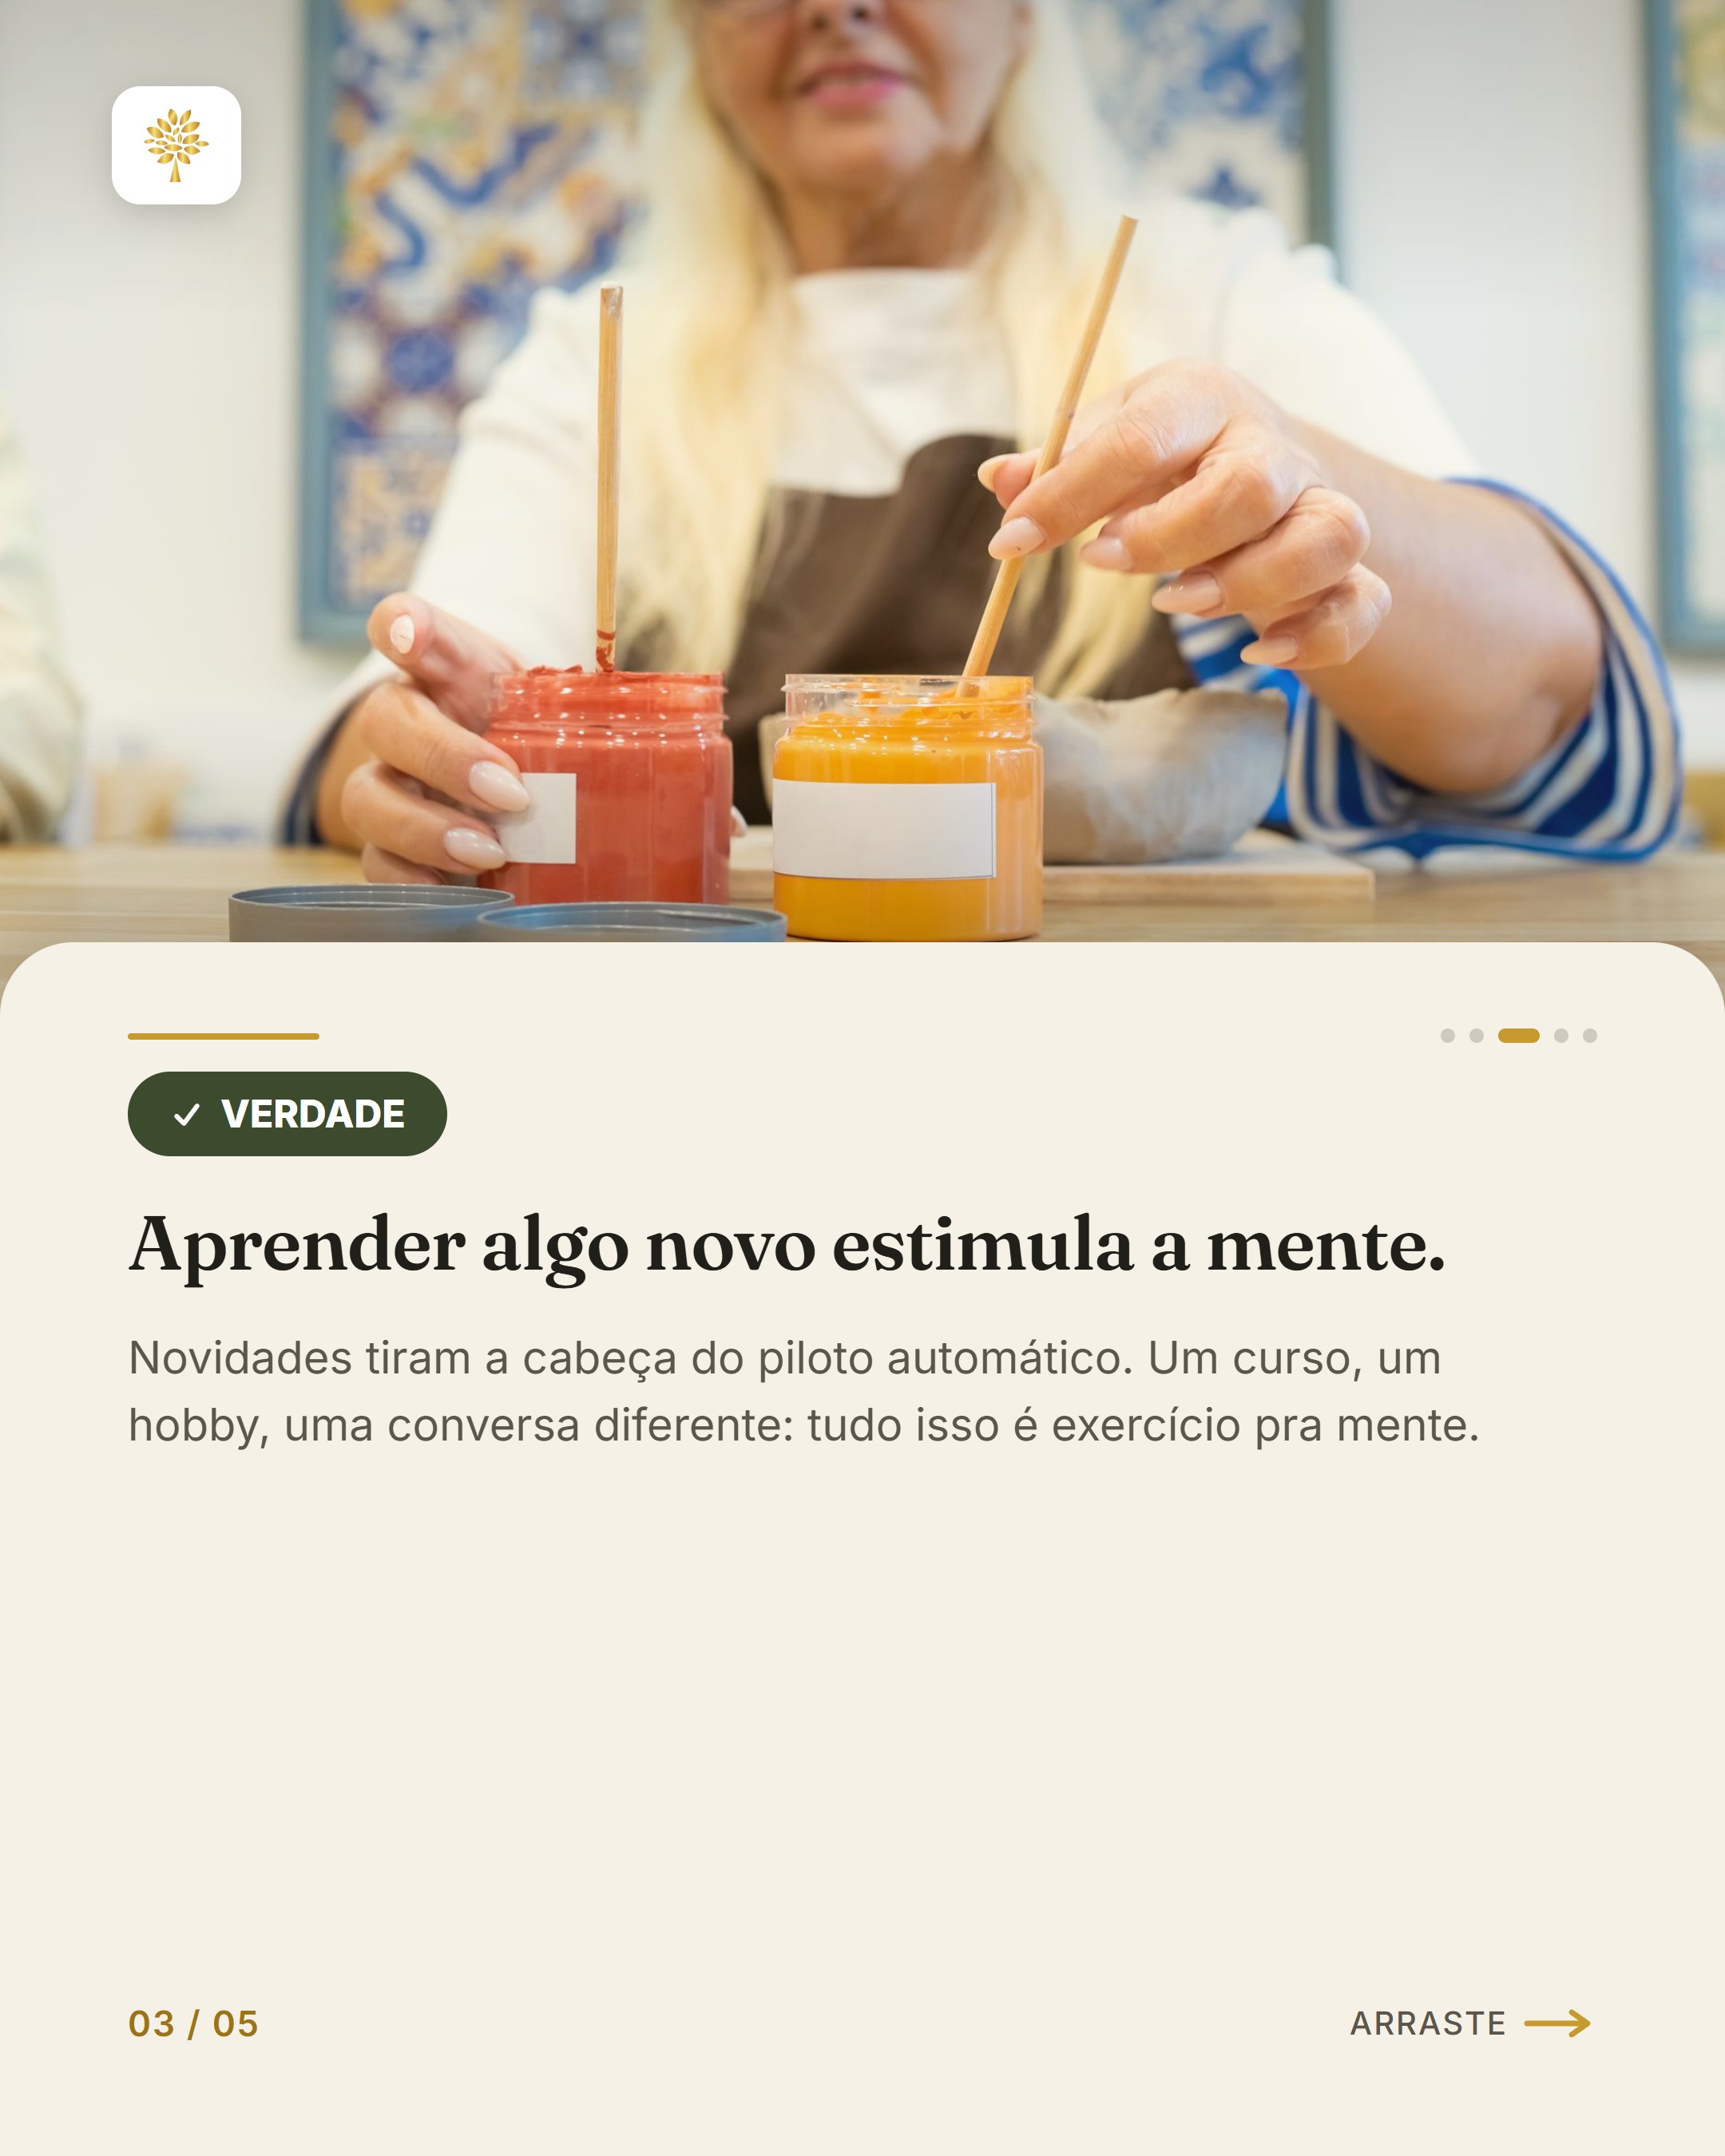 ✓ VERDADE
Aprender algo novo estimula a mente.
Novidades tiram a cabeça do piloto automático. Um curso, um
hobby, uma conversa diferente: tudo isso é exercício pra mente.
03 / 05
ARRASTE →